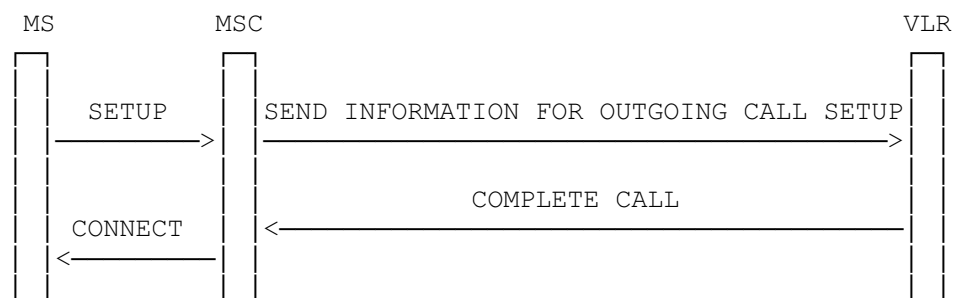 MS MSC VLR
SETUP SEND INFORMATION FOR OUTGOING CALL SETUP
COMPLETE CALL
CONNECT